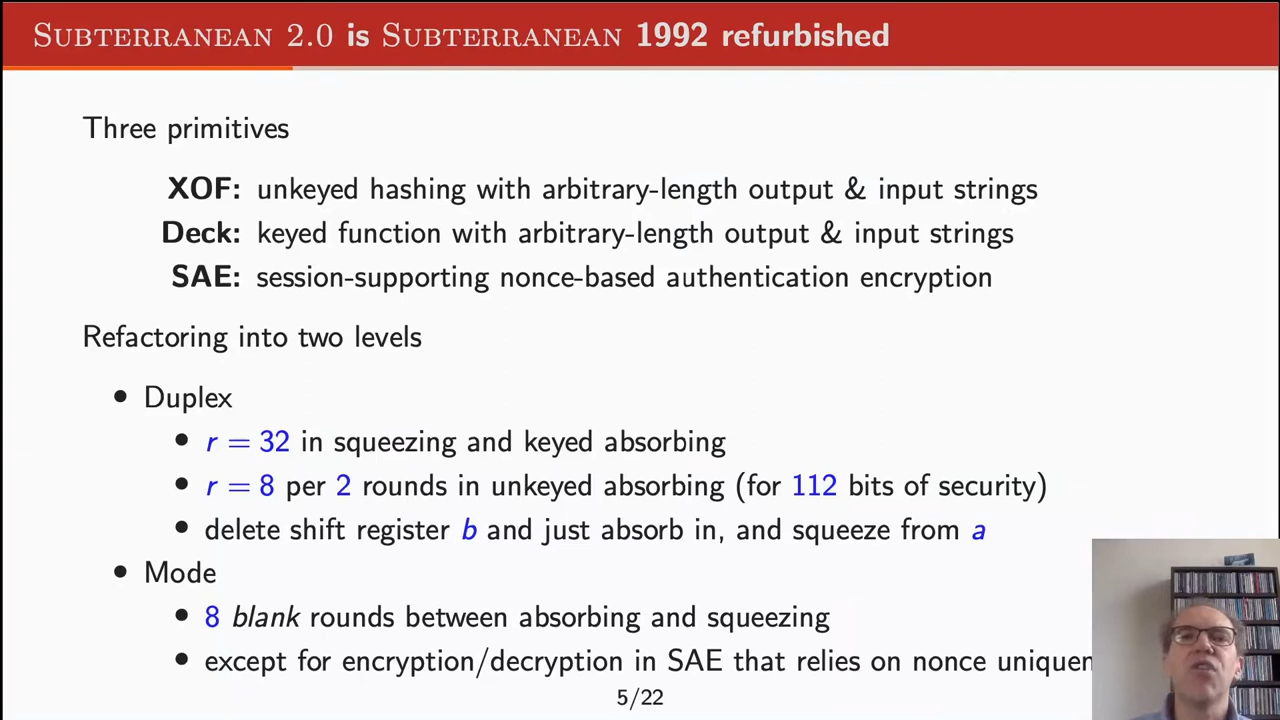 SUBTERRANEAN 2.0 is SUBTERRANEAN 1992 refurbished
Three primitives
XOF: unkeyed hashing with arbitrary-length output & input strings
Deck: keyed function with arbitrary-length output & input strings
SAE: session-supporting nonce-based authentication encryption
Refactoring into two levels
• Duplex
• r = 32 in squeezing and keyed absorbing
• r = 8 per 2 rounds in unkeyed absorbing (for 112 bits of security)
• delete shift register b and just absorb in, and squeeze from a
• Mode
• 8 blank rounds between absorbing and squeezing
• except for encryption/decryption in SAE that relies on nonce
5/22